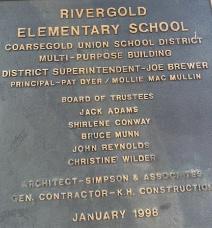 RIVERGOLD
ELEMENTARY SCHOOL
COARSEGOLD UNION SCHOOL DISTRICT
MULTI-PURPOSE BUILDING
DISTRICT SUPERINTENDENT-JOE BREWER
PRINCIPAL-PAT DYER/MOLLIE MAC MULLIN
BOARD OF TRUSTEES
JACK ADAMS
SHIRLENE CONWAY
BRUCE MUNN
JOHN REYNOLDS
CHRISTINE WILDER
ARCHITECT-SIMPSON & ASSOCIATES
GEN. CONTRACTOR-K.H. CONSTRUCTION
JANUARY 1998